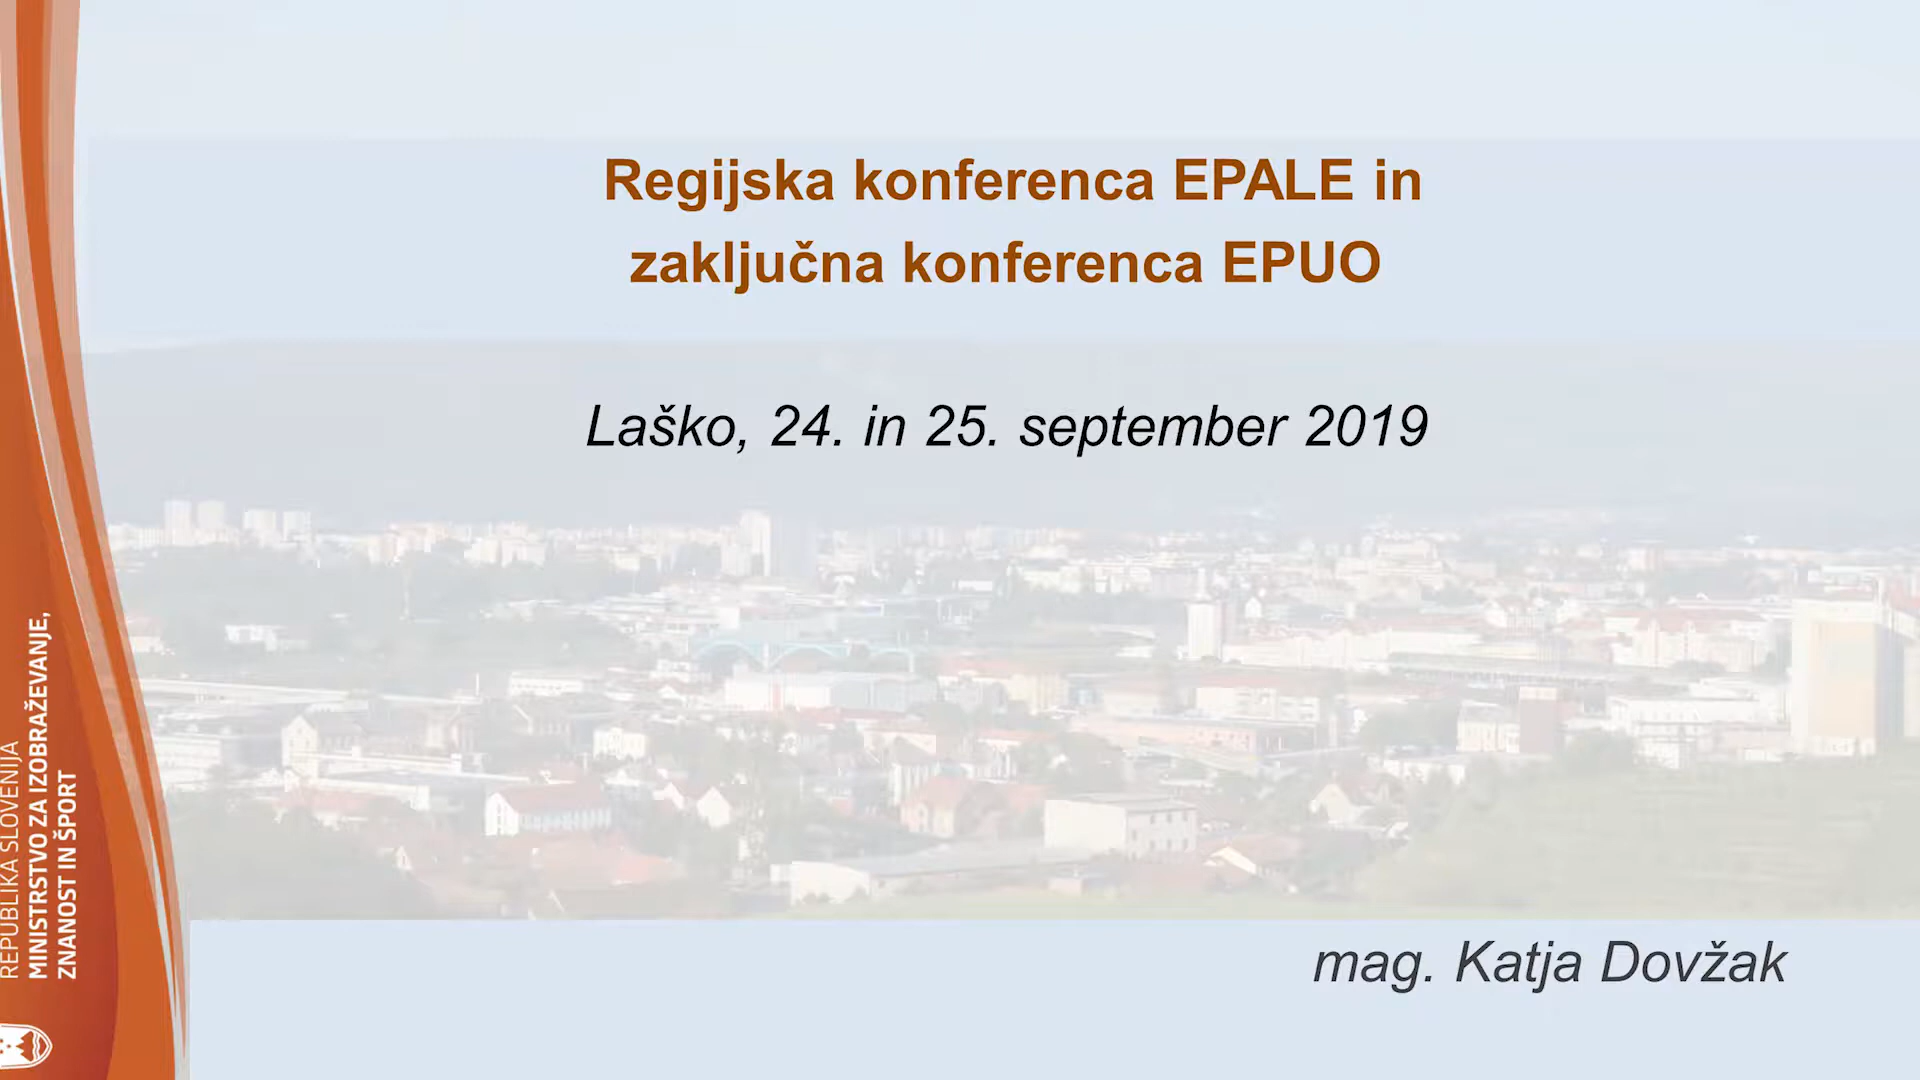 Regijska konferenca EPALE in
zaključna konferenca EPUO
Laško, 24. in 25. september 2019
mag. Katja Dovžak
REPUBLIKA SLOVENIJA
MINISTRSTVO ZA IZOBRAŽEVANJE,
ZNANOST IN ŠPORT